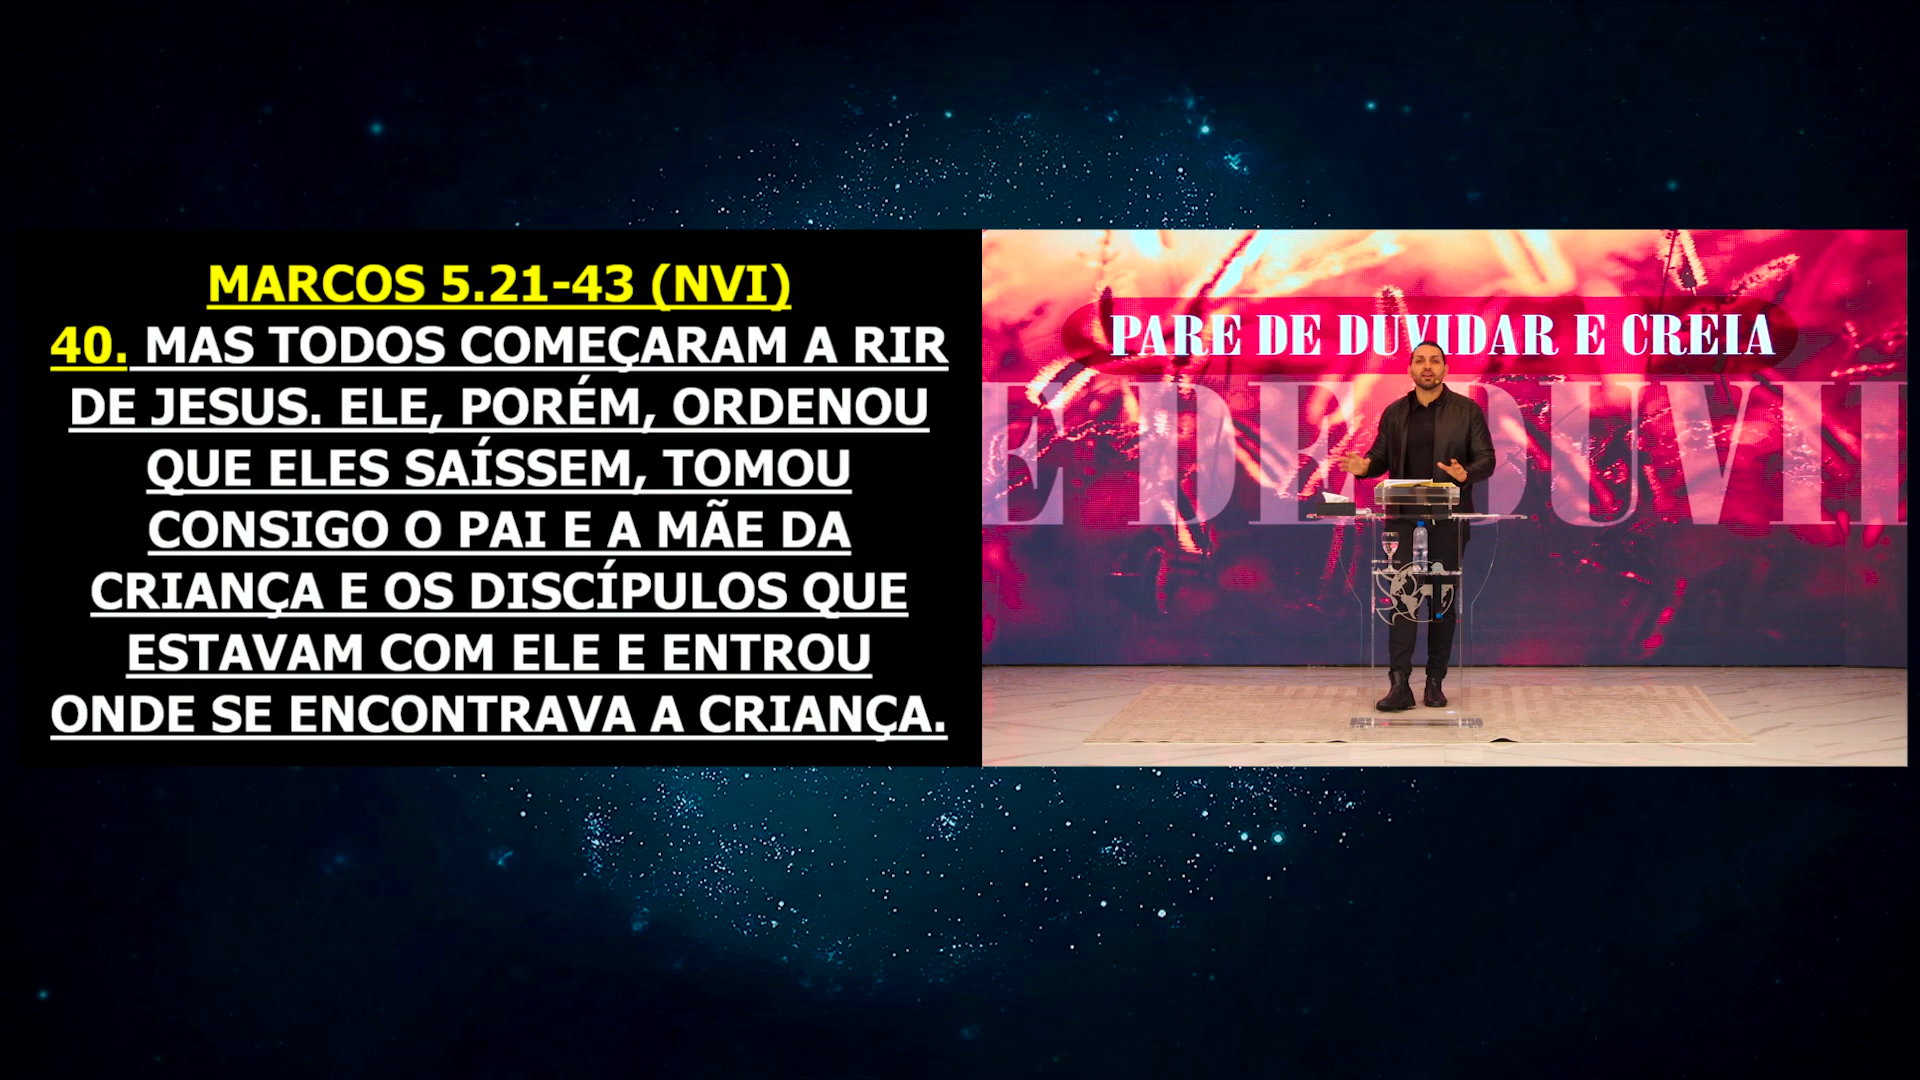 MARCOS 5.21-43 (NVI)
40. MAS TODOS COMEÇARAM A RIR
DE JESUS. ELE, PORÉM, ORDENOU
QUE ELES SAÍSSEM, TOMOU
CONSIGO O PAI E A MÃE DA
CRIANÇA E OS DISCÍPULOS QUE
ESTAVAM COM ELE E ENTROU
ONDE SE ENCONTRAVA A CRIANÇA.
PARE DE DUVIDAR E CREIA
E DE DUVI